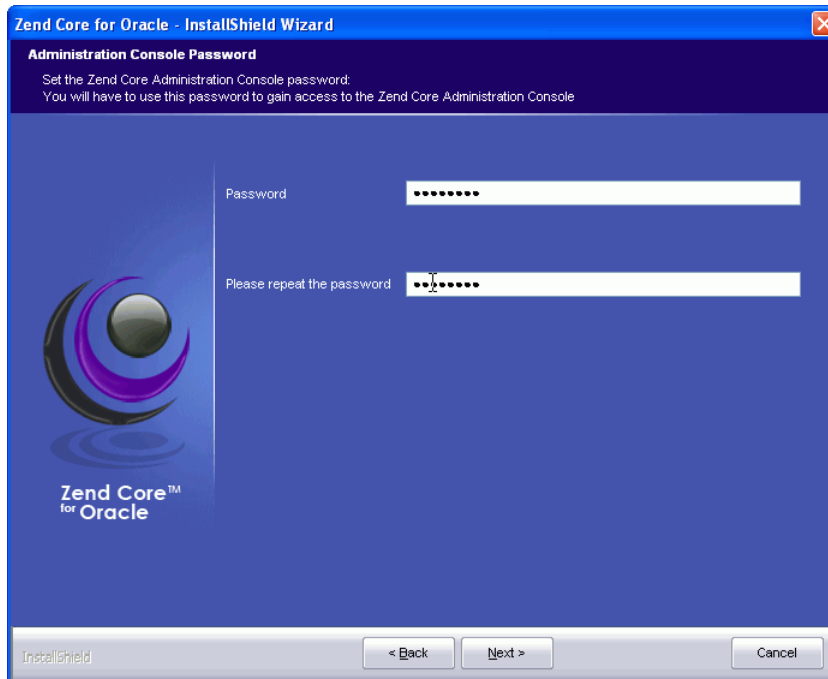 Zend Core for Oracle - InstallShield Wizard
Administration Console Password
Set the Zend Core Administration Console password:
You will have to use this password to gain access to the Zend Core Administration Console
Password ••••••••
Please repeat the password ••••••••
Zend Core™
for Oracle
InstallShield
< Back Next > Cancel